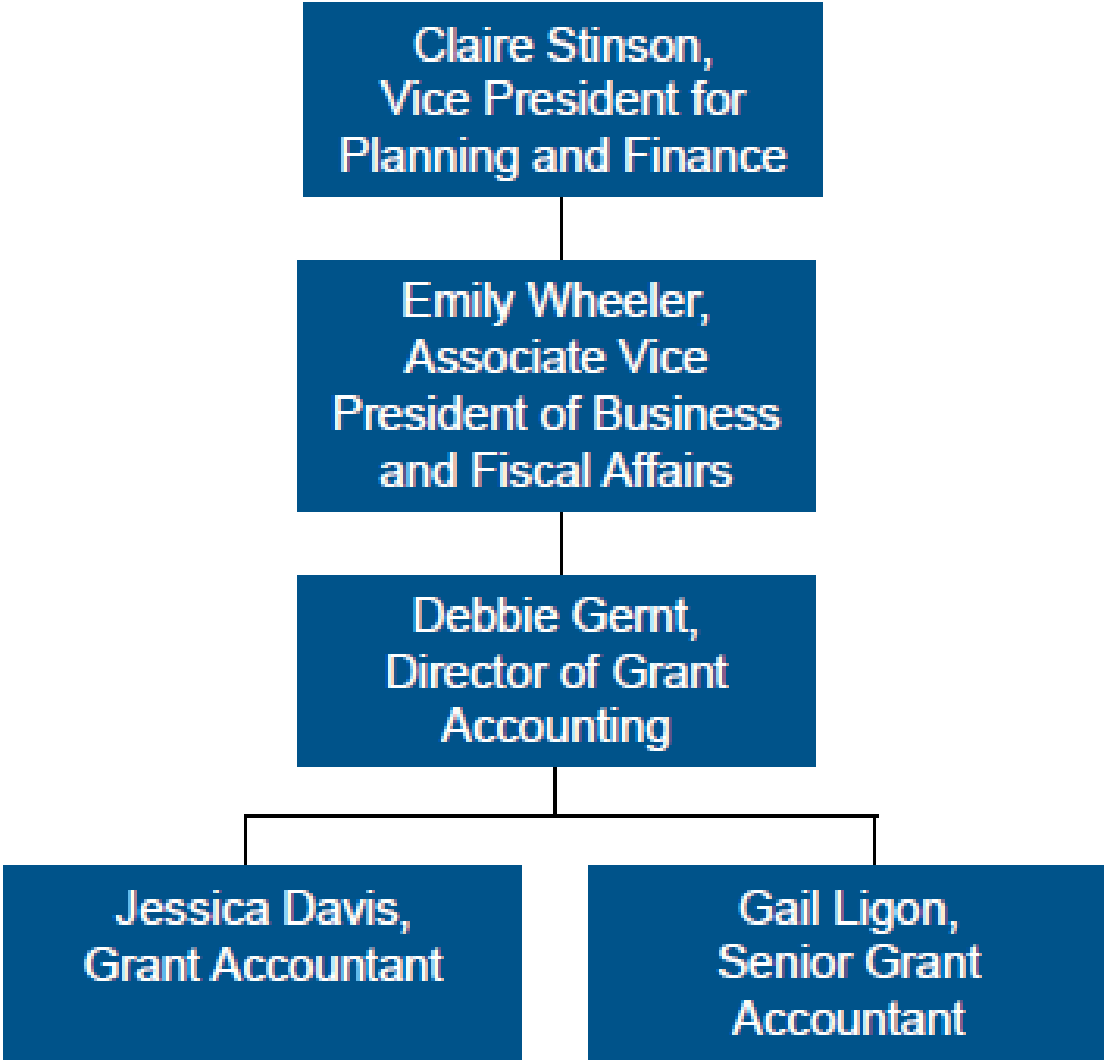 Claire Stinson,
Vice President for
Planning and Finance
Emily Wheeler,
Associate Vice
President of Business
and Fiscal Affairs
Debbie Gernt,
Director of Grant
Accounting
Jessica Davis,
Grant Accountant
Gail Ligon,
Senior Grant
Accountant